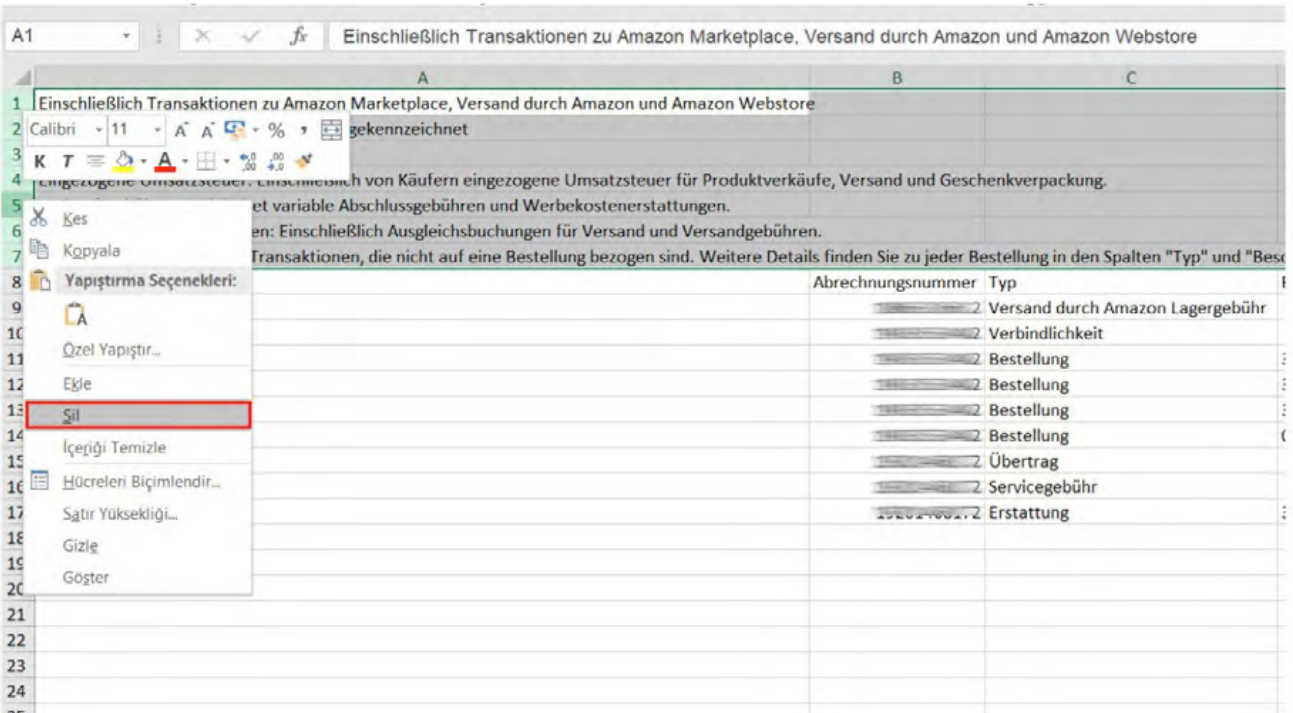 A1 fx Einschließlich Transaktionen zu Amazon Marketplace, Versand durch Amazon und Amazon Webstore
A B C
1 Einschließlich Transaktionen zu Amazon Marketplace, Versand durch Amazon und Amazon Webstore
2 Calibri 11 A A % , gekennzeichnet
3 K T A ,00 ,00
4 Eingezogene Umsatzsteuer: Einschließlich von Käufern eingezogene Umsatzsteuer für Produktverkäufe, Versand und Geschenkverpackung.
5 et variable Abschlussgebühren und Werbekostenerstattungen.
Kes
6 en: Einschließlich Ausgleichsbuchungen für Versand und Versandgebühren.
Kopyala
7 Transaktionen, die nicht auf eine Bestellung bezogen sind. Weitere Details finden Sie zu jeder Bestellung in den Spalten "Typ" und "Besc
8 Yapıştırma Seçenekleri: Abrechnungsnummer Typ
9 2 Versand durch Amazon Lagergebühr
10 2 Verbindlichkeit
Özel Yapıştır...
11 2 Bestellung
12 Ekle 2 Bestellung
13 Sil 2 Bestellung
14 2 Bestellung
İçeriği Temizle
15 2 Übertrag
16 Hücreleri Biçimlendir... 2 Servicegebühr
17 Satır Yüksekliği... 2 Erstattung
18
Gizle
19
Göster
20
21
22
23
24